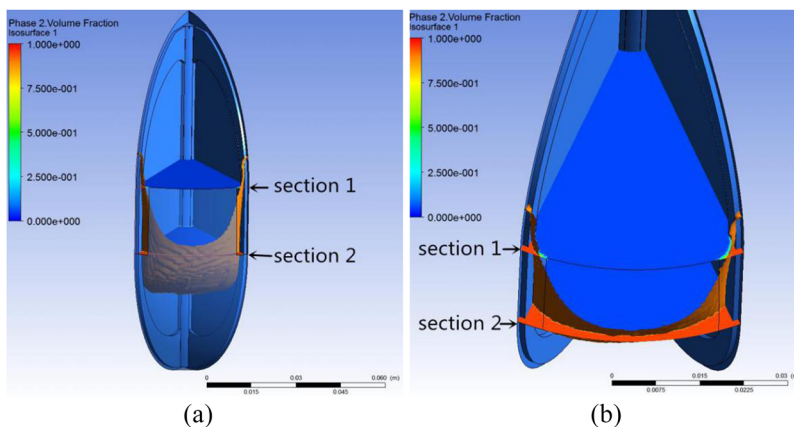 Phase 2.Volume Fraction
Isosurface 1
1.000e+000
7.500e-001
5.000e-001
2.500e-001
0.000e+000
section 1
section 2
0
0.03
0.060 (m)
0.015
0.045
(a)
Phase 2.Volume Fraction
Isosurface 1
1.000e+000
7.500e-001
5.000e-001
2.500e-001
0.000e+000
section 1
section 2
0
0.015
0.03 (m
0.0075
0.0225
(b)